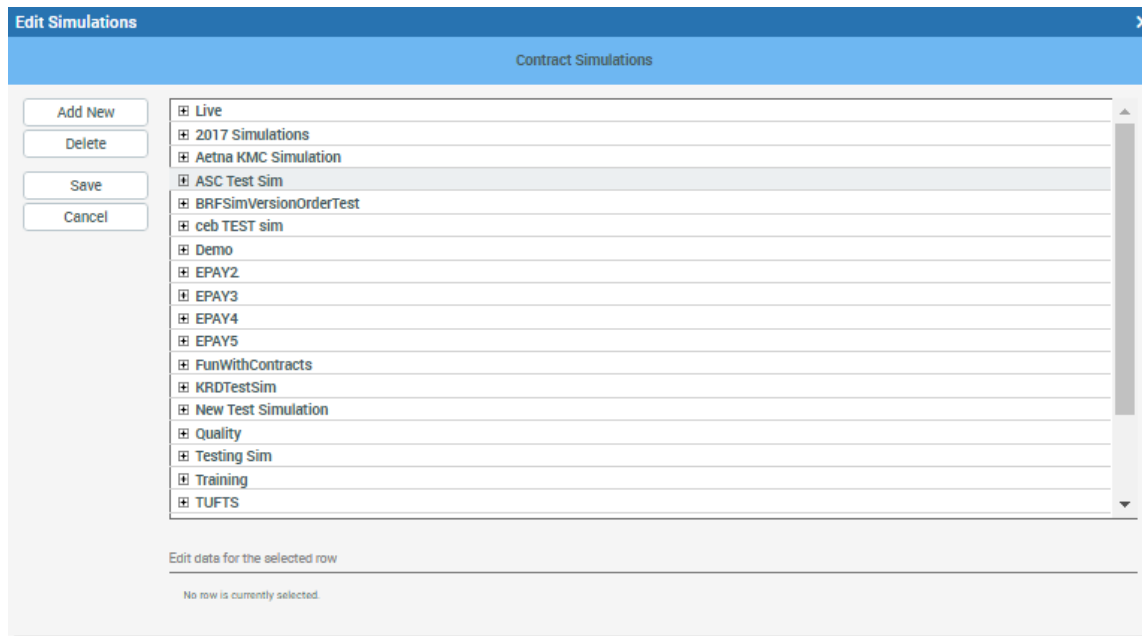 Edit Simulations
Contract Simulations
Add New
Delete
Save
Cancel
Live
2017 Simulations
Aetna KMC Simulation
ASC Test Sim
BRFSimVersionOrderTest
ceb TEST sim
Demo
EPAY2
EPAY3
EPAY4
EPAY5
FunWithContracts
KRDTestSim
New Test Simulation
Quality
Testing Sim
Training
TUFTS
Edit data for the selected row
No row is currently selected.